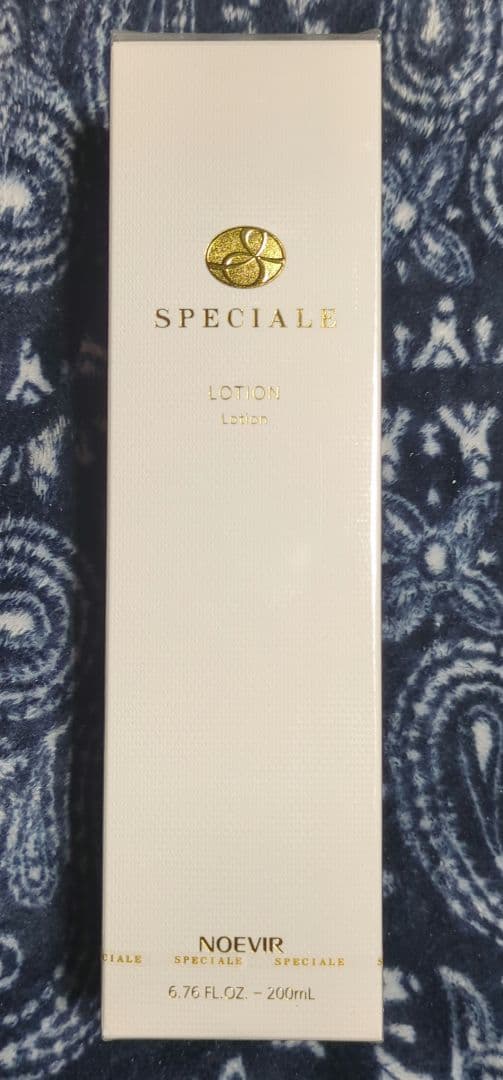 SPECIALE
LOTION
Lotion
NOEVIR
CIALE SPECIALE SPECIALE S
6.76 FL.OZ. – 200mL